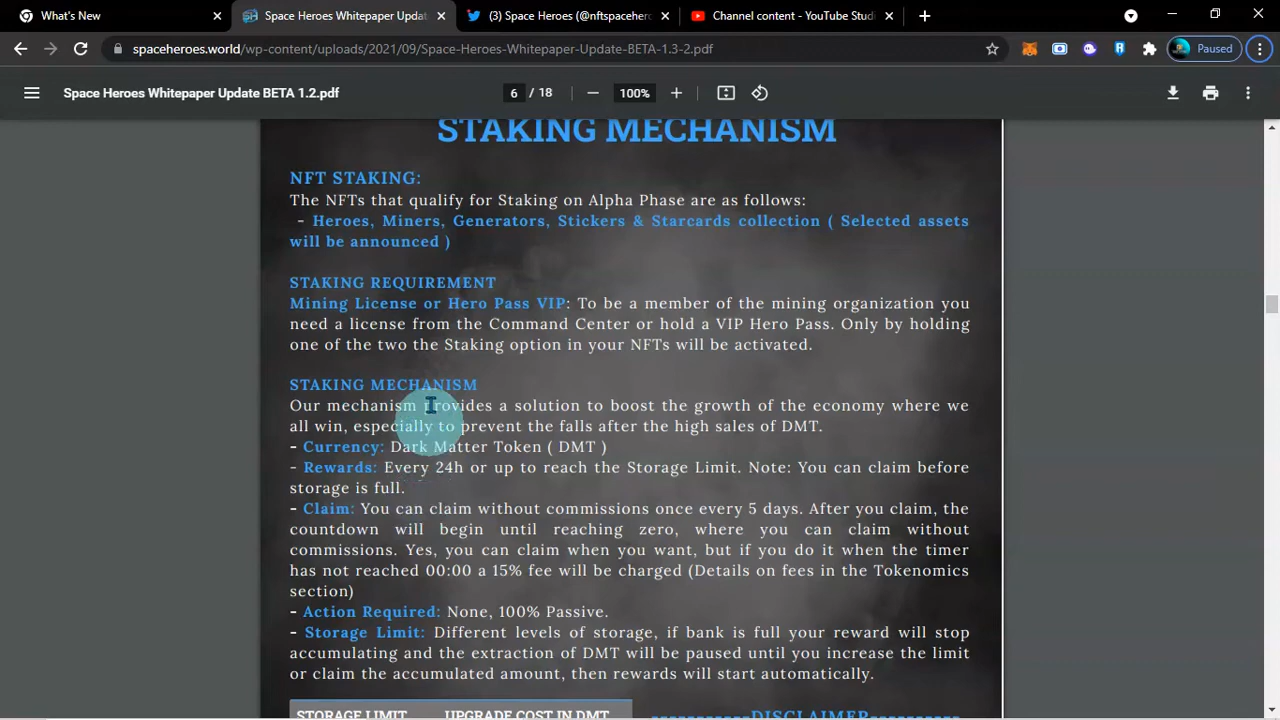 What's New
Space Heroes Whitepaper Updat
(3) Space Heroes (@nftspacehero
Channel content - YouTube Studi
spaceheroes.world/wp-content/uploads/2021/09/Space-Heroes-Whitepaper-Update-BETA-1.3-2.pdf
Paused
Space Heroes Whitepaper Update BETA 1.2.pdf
6 / 18
100%
STAKING MECHANISM
NFT STAKING:
The NFTs that qualify for Staking on Alpha Phase are as follows:
- Heroes, Miners, Generators, Stickers & Starcards collection ( Selected assets
will be announced )
STAKING REQUIREMENT
Mining License or Hero Pass VIP: To be a member of the mining organization you
need a license from the Command Center or hold a VIP Hero Pass. Only by holding
one of the two the Staking option in your NFTs will be activated.
STAKING MECHANISM
Our mechanism provides a solution to boost the growth of the economy where we
all win, especially to prevent the falls after the high sales of DMT.
- Currency: Dark Matter Token ( DMT )
- Rewards: Every 24h or up to reach the Storage Limit. Note: You can claim before
storage is full.
- Claim: You can claim without commissions once every 5 days. After you claim, the
countdown will begin until reaching zero, where you can claim without
commissions. Yes, you can claim when you want, but if you do it when the timer
has not reached 00:00 a 15% fee will be charged (Details on fees in the Tokenomics
section)
- Action Required: None, 100% Passive.
- Storage Limit: Different levels of storage, if bank is full your reward will stop
accumulating and the extraction of DMT will be paused until you increase the limit
or claim the accumulated amount, then rewards will start automatically.
STORAGE LIMIT UPGRADE COST IN DMT
----------DISCLAIMER----------